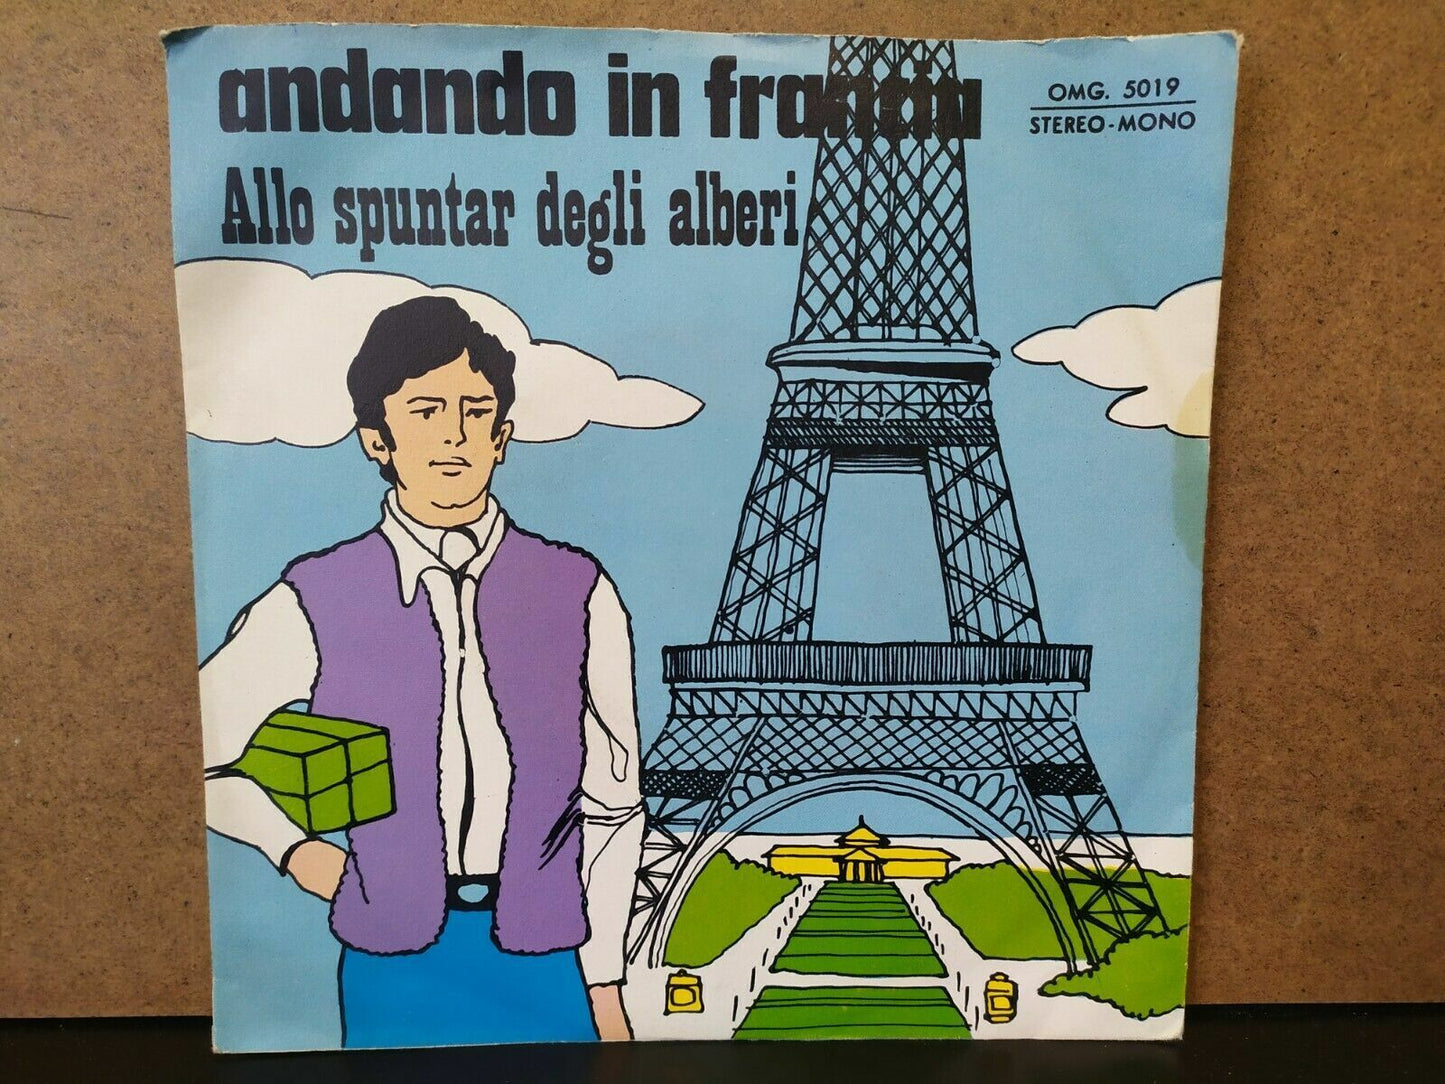 andando in francia
Allo spuntar degli alberi
OMG. 5019
STEREO-MONO